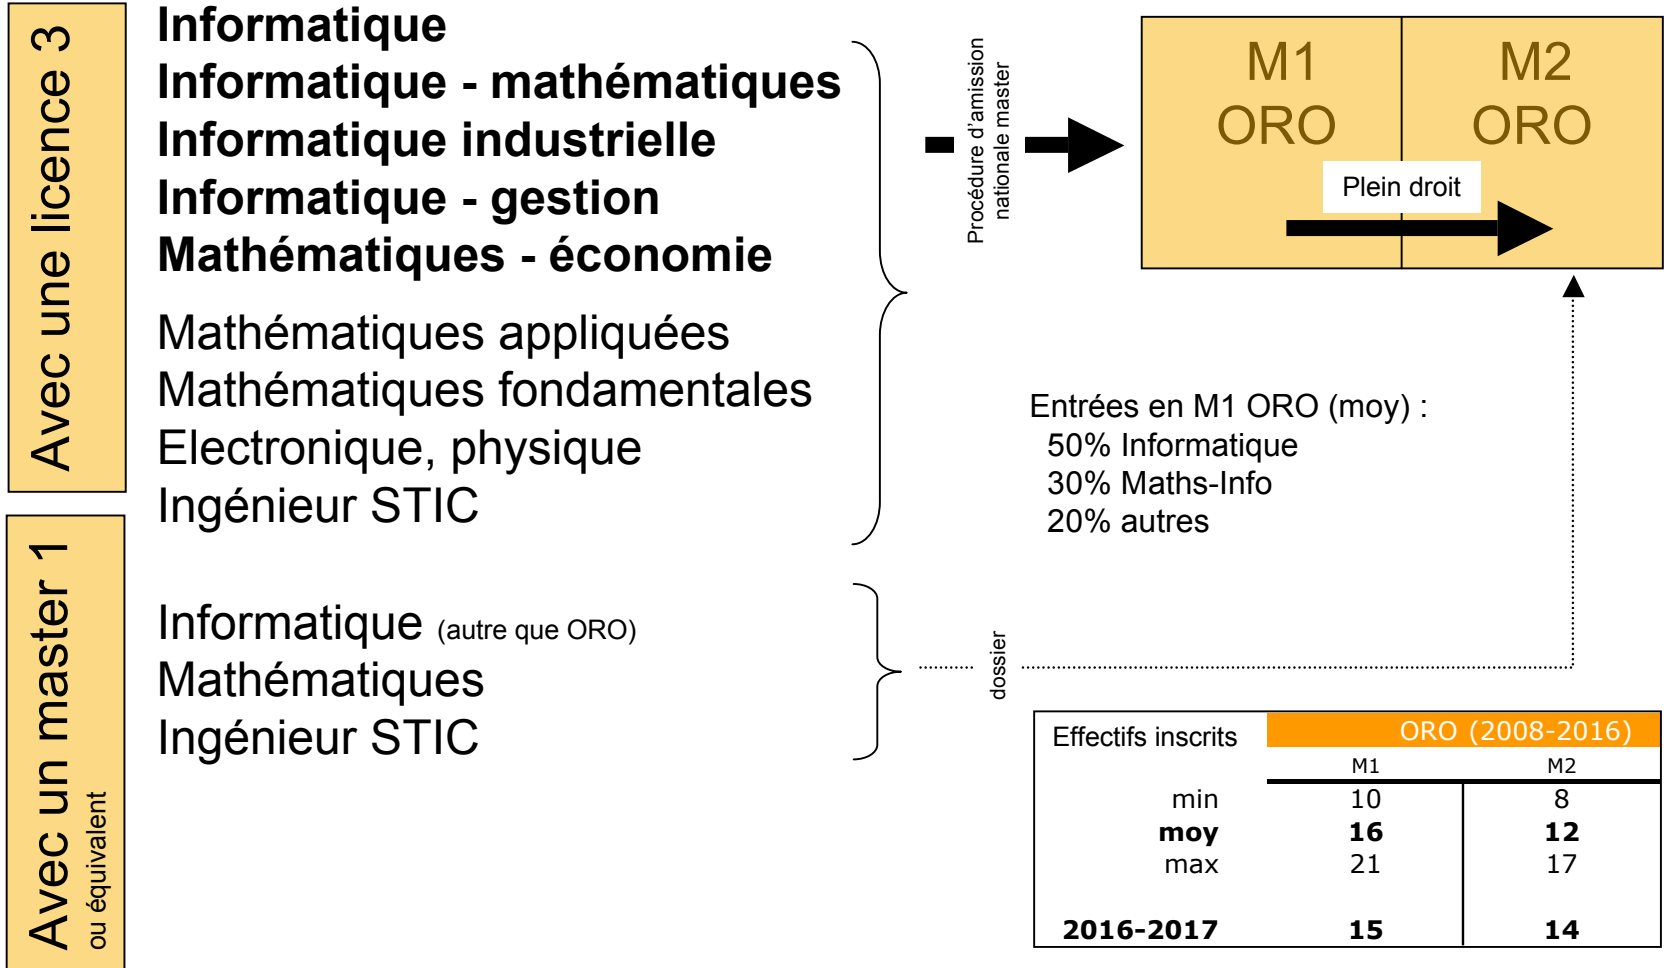 Avec une licence 3
Informatique
Informatique - mathématiques
Informatique industrielle
Informatique - gestion
Mathématiques - économie
Mathématiques appliquées
Mathématiques fondamentales
Electronique, physique
Ingénieur STIC
Procédure d'amission
nationale master
M1 M2
ORO ORO
Plein droit
Entrées en M1 ORO (moy) :
50% Informatique
30% Maths-Info
20% autres
Avec un master 1
ou équivalent
Informatique (autre que ORO)
Mathématiques
Ingénieur STIC
dossier
Effectifs inscrits ORO (2008-2016)
M1 M2
min 10 8
moy 16 12
max 21 17
2016-2017 15 14